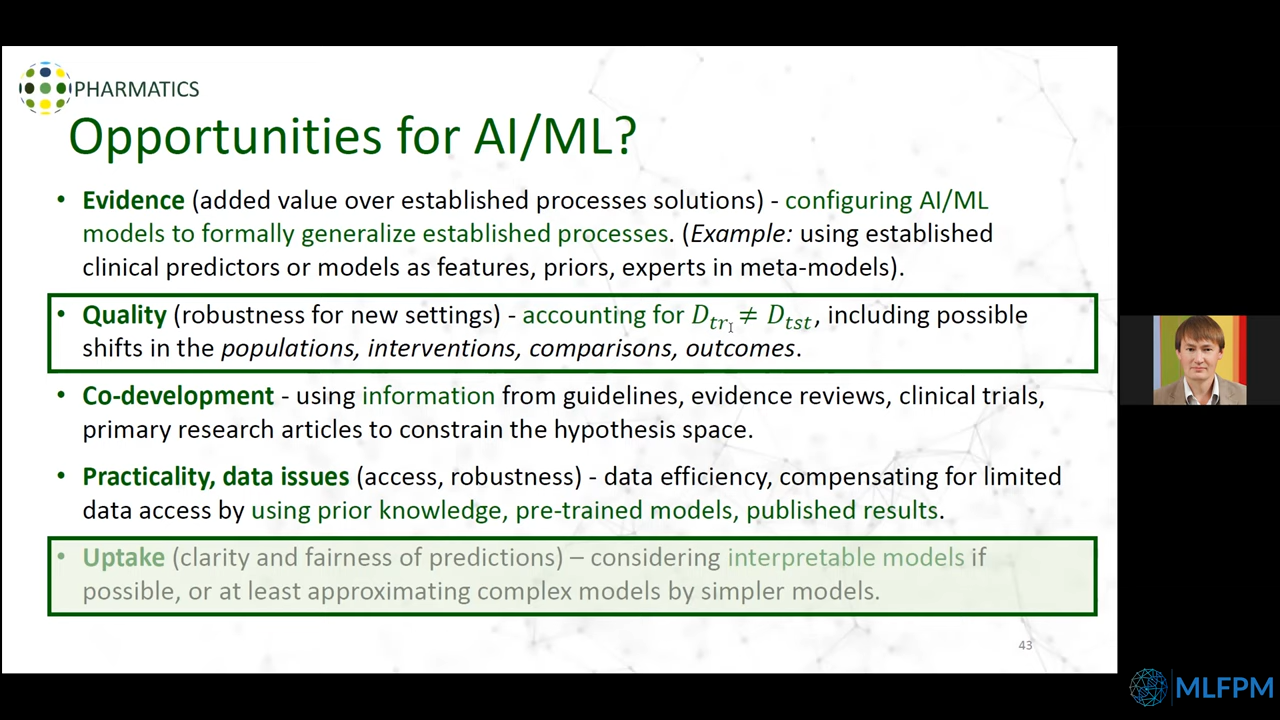 PHARMATICS
Opportunities for AI/ML?
• Evidence (added value over established processes solutions) - configuring AI/ML
models to formally generalize established processes. (Example: using established
clinical predictors or models as features, priors, experts in meta-models).
• Quality (robustness for new settings) - accounting for D_tr ≠ D_tst, including possible
shifts in the populations, interventions, comparisons, outcomes.
• Co-development - using information from guidelines, evidence reviews, clinical trials,
primary research articles to constrain the hypothesis space.
• Practicality, data issues (access, robustness) - data efficiency, compensating for limited
data access by using prior knowledge, pre-trained models, published results.
• Uptake (clarity and fairness of predictions) – considering interpretable models if
possible, or at least approximating complex models by simpler models.
43
MLFPM